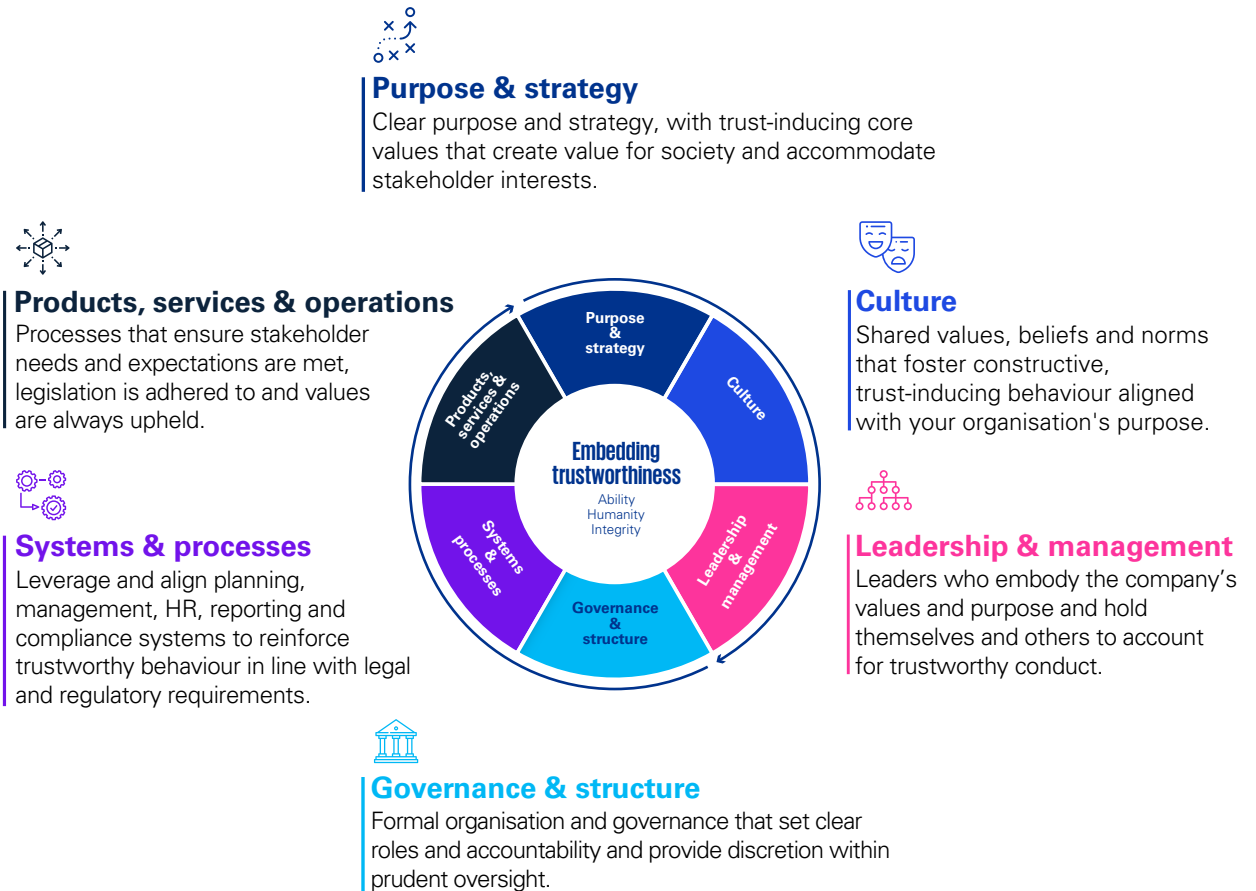 Purpose & strategy
Clear purpose and strategy, with trust-inducing core
values that create value for society and accommodate
stakeholder interests.
Products, services & operations
Processes that ensure stakeholder
needs and expectations are met,
legislation is adhered to and values
are always upheld.
Culture
Shared values, beliefs and norms
that foster constructive,
trust-inducing behaviour aligned
with your organisation's purpose.
Purpose
&
strategy
Culture
Products,
services &
operations
Embedding
trustworthiness
Ability
Humanity
Integrity
Systems
&
processes
Leadership
&
management
Governance
&
structure
Systems & processes
Leverage and align planning,
management, HR, reporting and
compliance systems to reinforce
trustworthy behaviour in line with legal
and regulatory requirements.
Leadership & management
Leaders who embody the company’s
values and purpose and hold
themselves and others to account
for trustworthy conduct.
Governance & structure
Formal organisation and governance that set clear
roles and accountability and provide discretion within
prudent oversight.